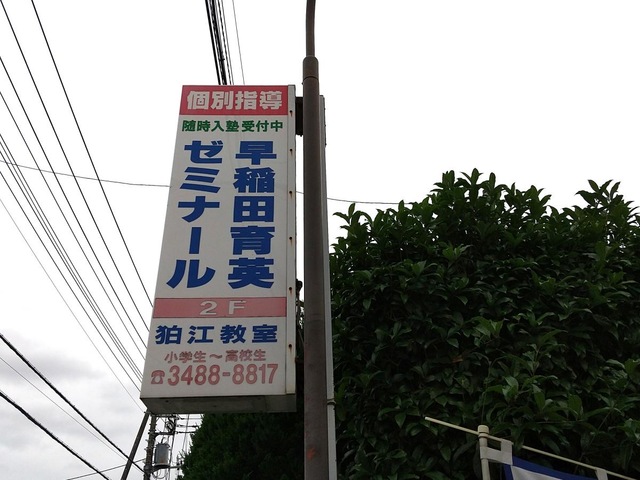 個別指導
随時入塾受付中
早稲田育英
ゼミナール
2F
狛江教室
小学生〜高校生
☎3488-8817